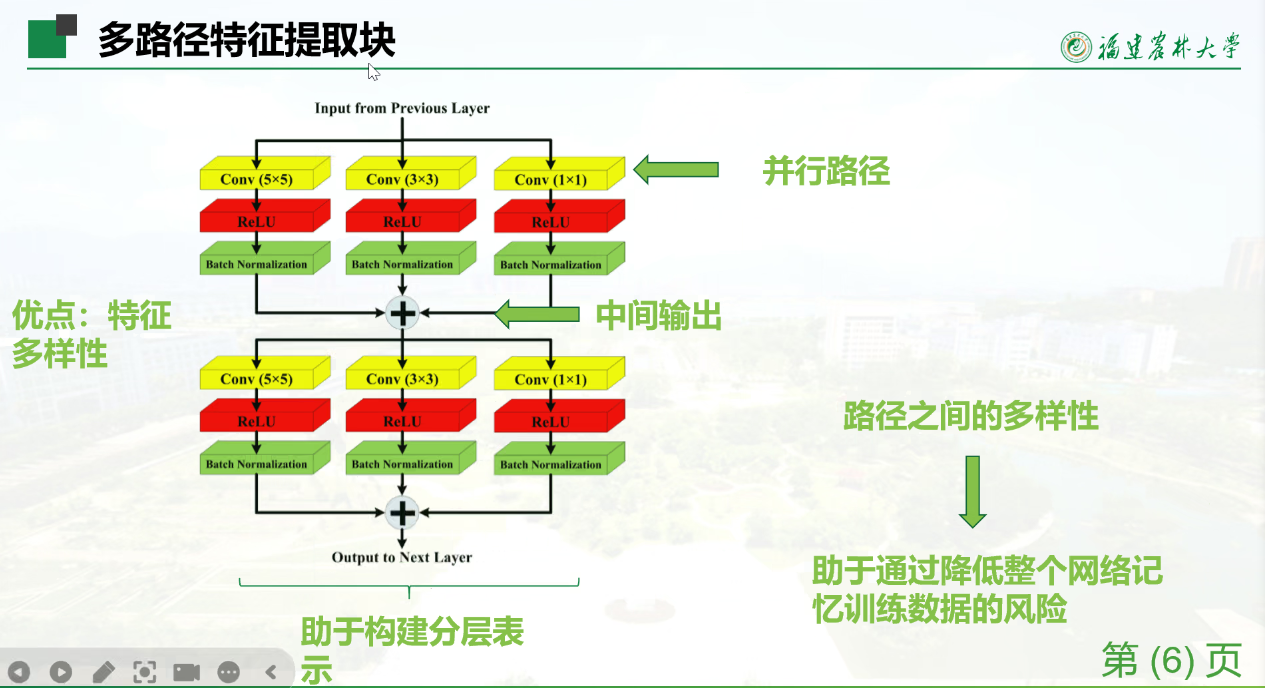 多路径特征提取块
福建农林大学
Input from Previous Layer
Conv (5×5)
Conv (3×3)
Conv (1×1)
并行路径
ReLU
ReLU
ReLU
Batch Normalization
Batch Normalization
Batch Normalization
优点：特征
多样性
中间输出
Conv (5×5)
Conv (3×3)
Conv (1×1)
ReLU
ReLU
ReLU
Batch Normalization
Batch Normalization
Batch Normalization
Output to Next Layer
助于构建分层表
示
路径之间的多样性
助于通过降低整个网络记
忆训练数据的风险
第 (6) 页